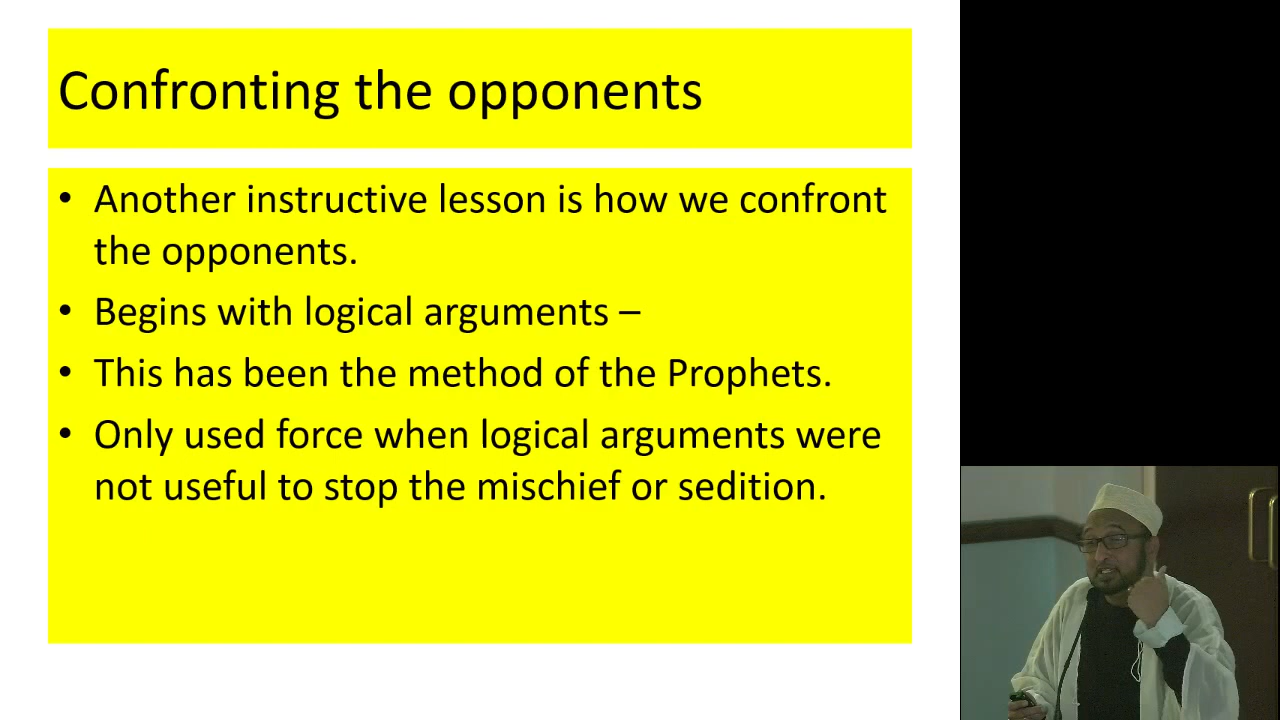 Confronting the opponents
• Another instructive lesson is how we confront
the opponents.
• Begins with logical arguments –
• This has been the method of the Prophets.
• Only used force when logical arguments were
not useful to stop the mischief or sedition.